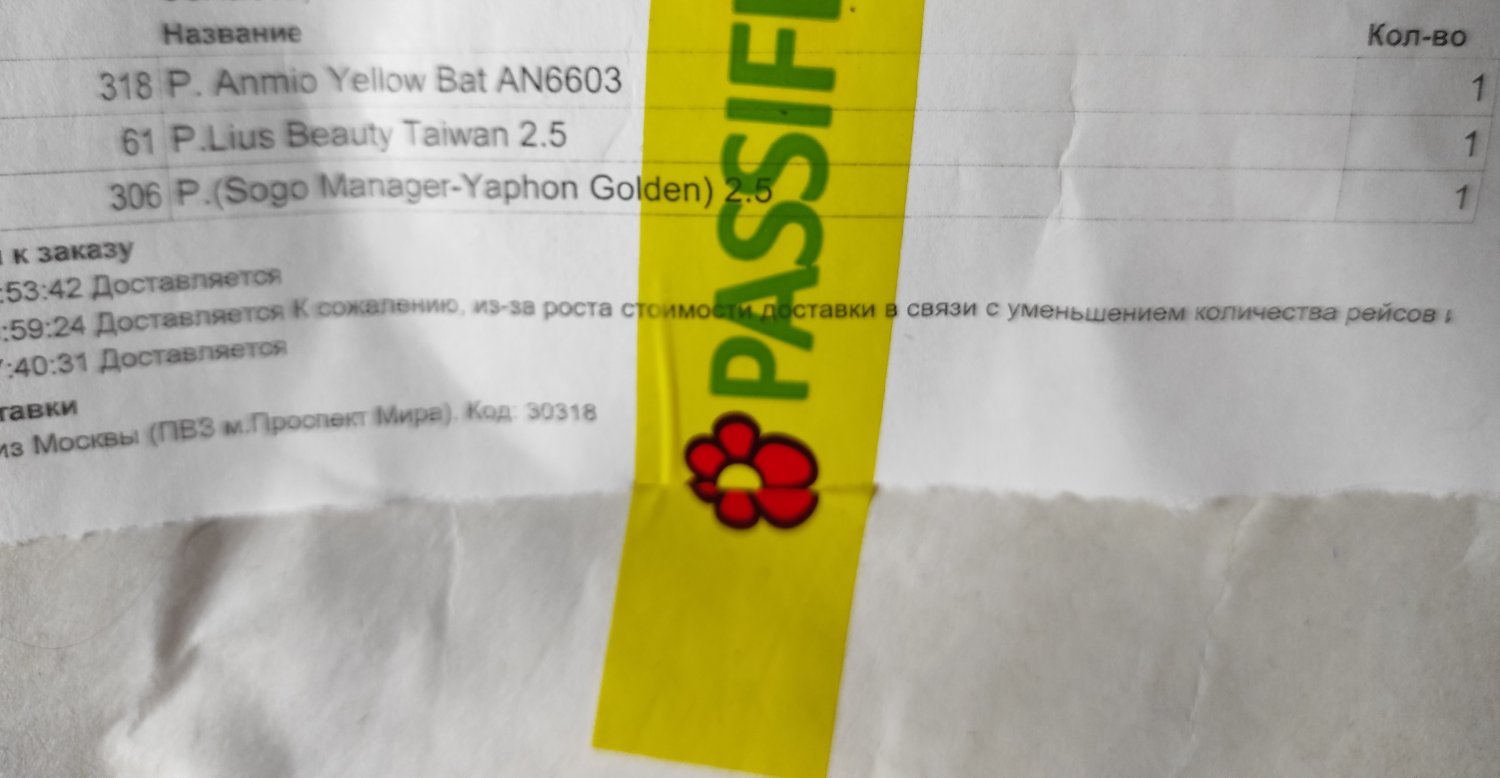 Название Кол-во
318 P. Anmio Yellow Bat AN6603 1
61 P.Lius Beauty Taiwan 2.5 1
306 P.(Sogo Manager-Yaphon Golden) 2.5 1
к заказу
:53:42 Доставляется
:59:24 Доставляется К сожалению, из-за роста стоимости доставки в связи с уменьшением количества рейсов
:40:31 Доставляется
тавки
из Москвы (ПВЗ м.Проспект Мира). Код: 30318
PASSIF